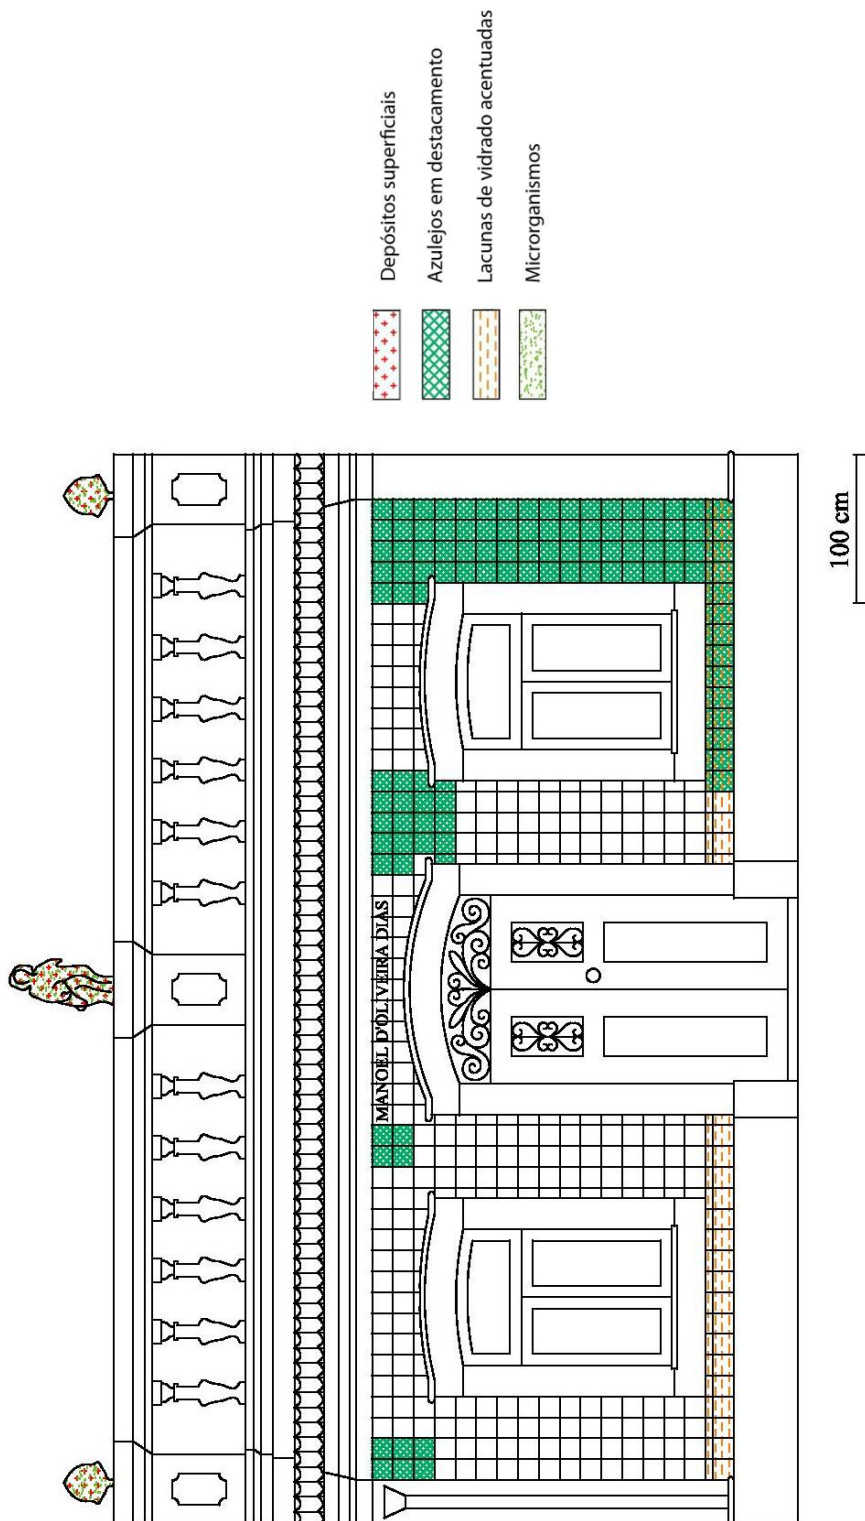 Depósitos superficiais
Azulejos em destacamento
Lacunas de vidrado acentuadas
Microrganismos
MANOEL D'OLIVEIRA DIAS
100 cm